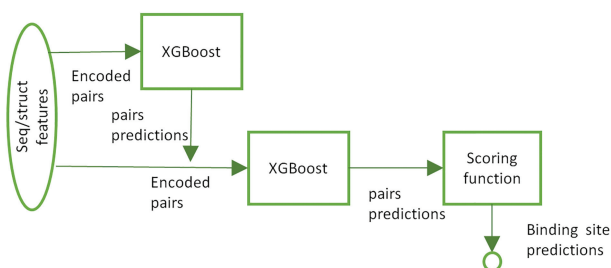 Seq/struct
features
XGBoost
Encoded
pairs
pairs
predictions
Encoded
pairs
XGBoost
pairs
predictions
Scoring
function
Binding site
predictions